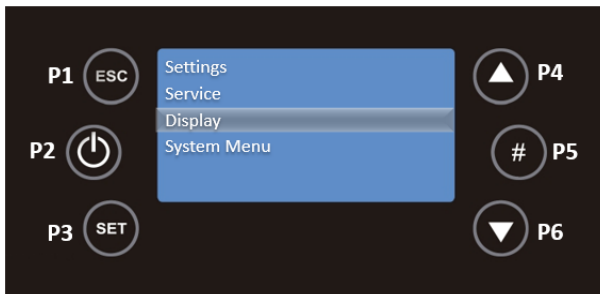 P1 ESC
P2
P3 SET
Settings
Service
Display
System Menu
P4
# P5
P6